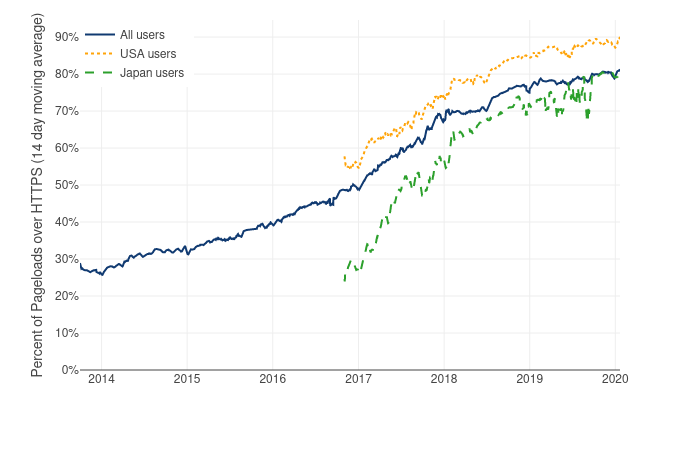 Percent of Pageloads over HTTPS (14 day moving average)
All users
USA users
Japan users
90%
80%
70%
60%
50%
40%
30%
20%
10%
0%
2014 2015 2016 2017 2018 2019 2020